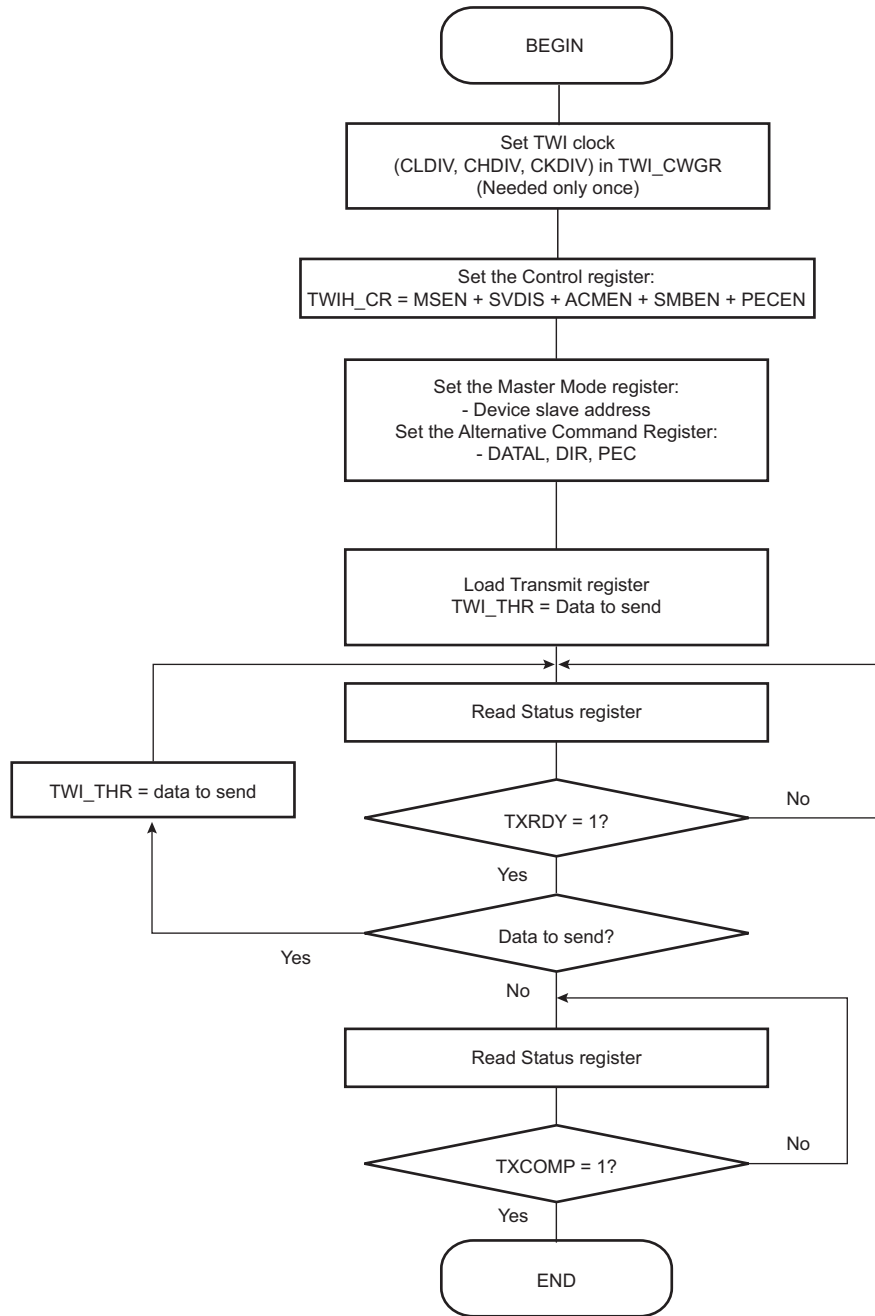 BEGIN
Set TWI clock
(CLDIV, CHDIV, CKDIV) in TWI_CWGR
(Needed only once)
Set the Control register:
TWIH_CR = MSEN + SVDIS + ACMEN + SMBEN + PECEN
Set the Master Mode register:
- Device slave address
Set the Alternative Command Register:
- DATAL, DIR, PEC
Load Transmit register
TWI_THR = Data to send
Read Status register
TWI_THR = data to send
No
TXRDY = 1?
Yes
Data to send?
Yes
No
Read Status register
No
TXCOMP = 1?
Yes
END